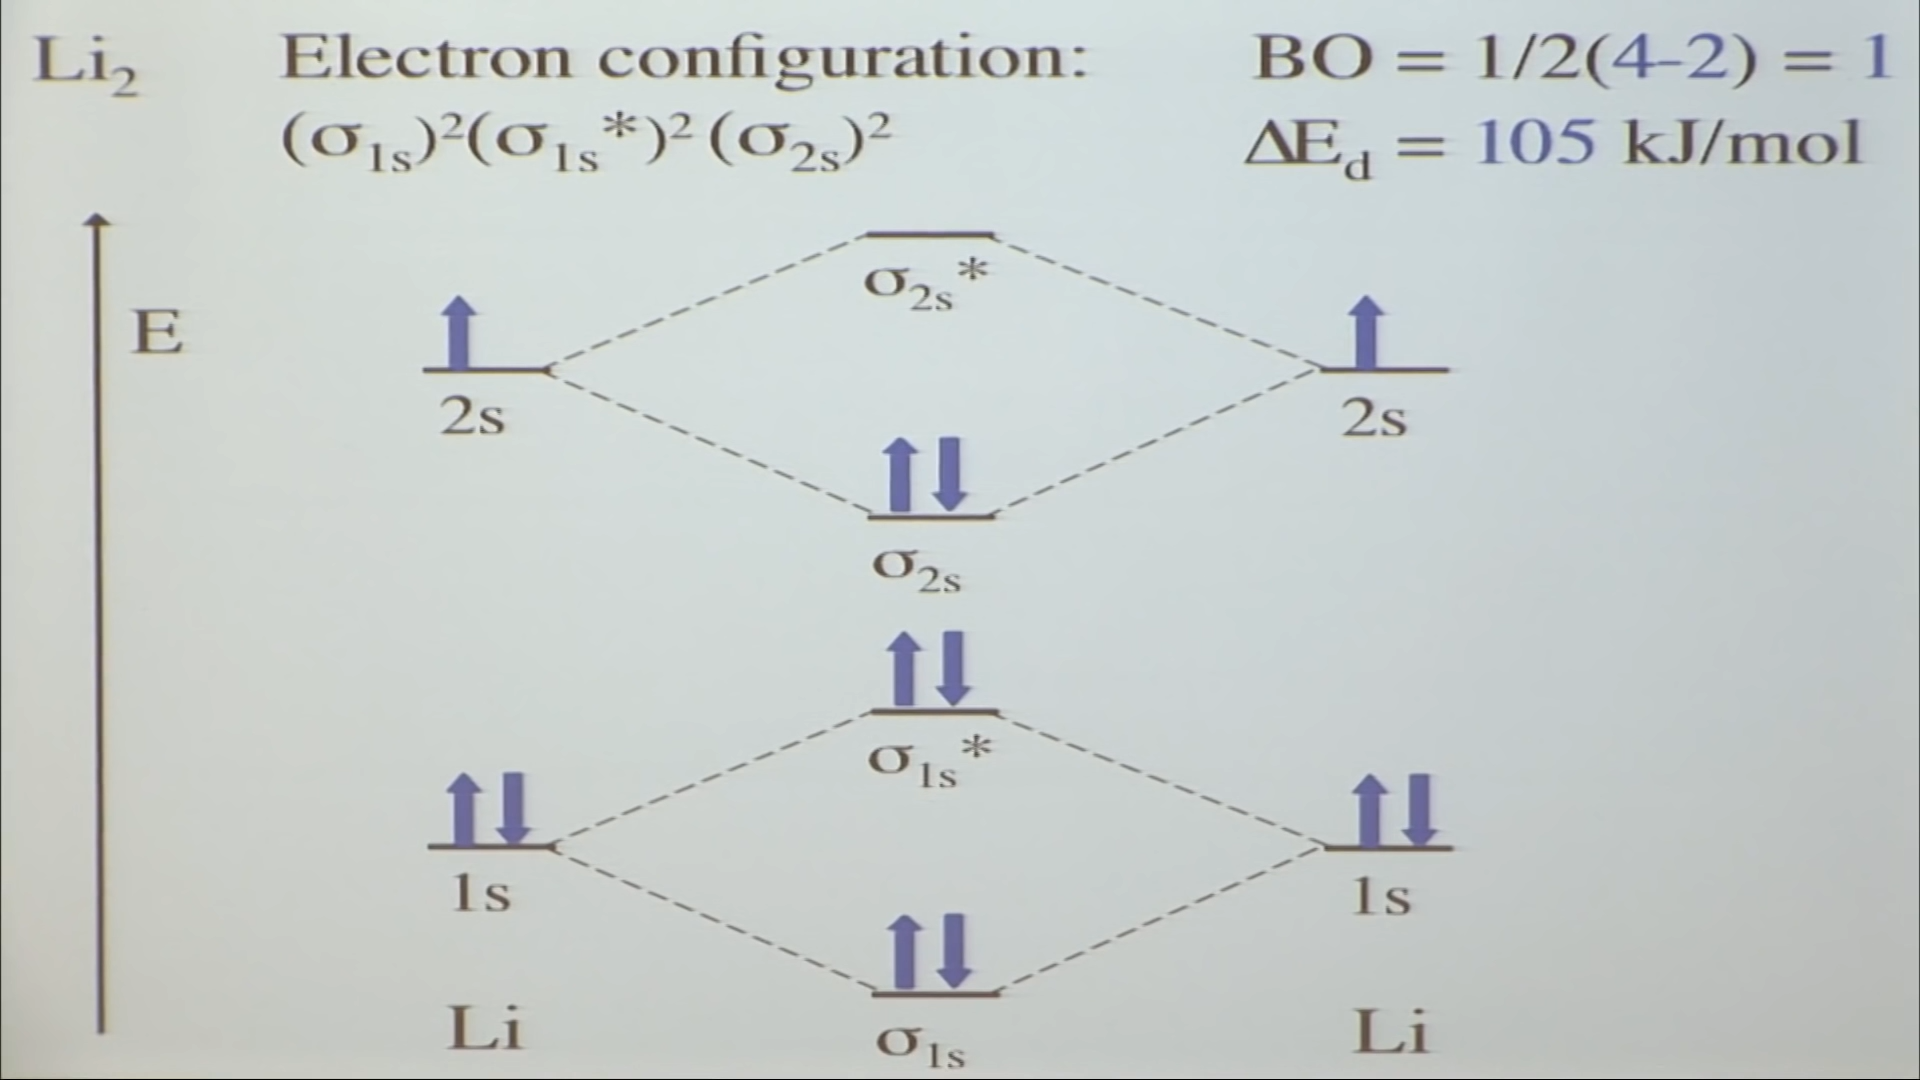 Li₂ Electron configuration: BO = 1/2(4-2) = 1
(σ₁ₛ)²(σ₁ₛ*)² (σ₂ₛ)² ΔE_d = 105 kJ/mol
E
σ₂ₛ*
2s 2s
σ₂ₛ
σ₁ₛ*
1s 1s
Li Li
σ₁ₛ